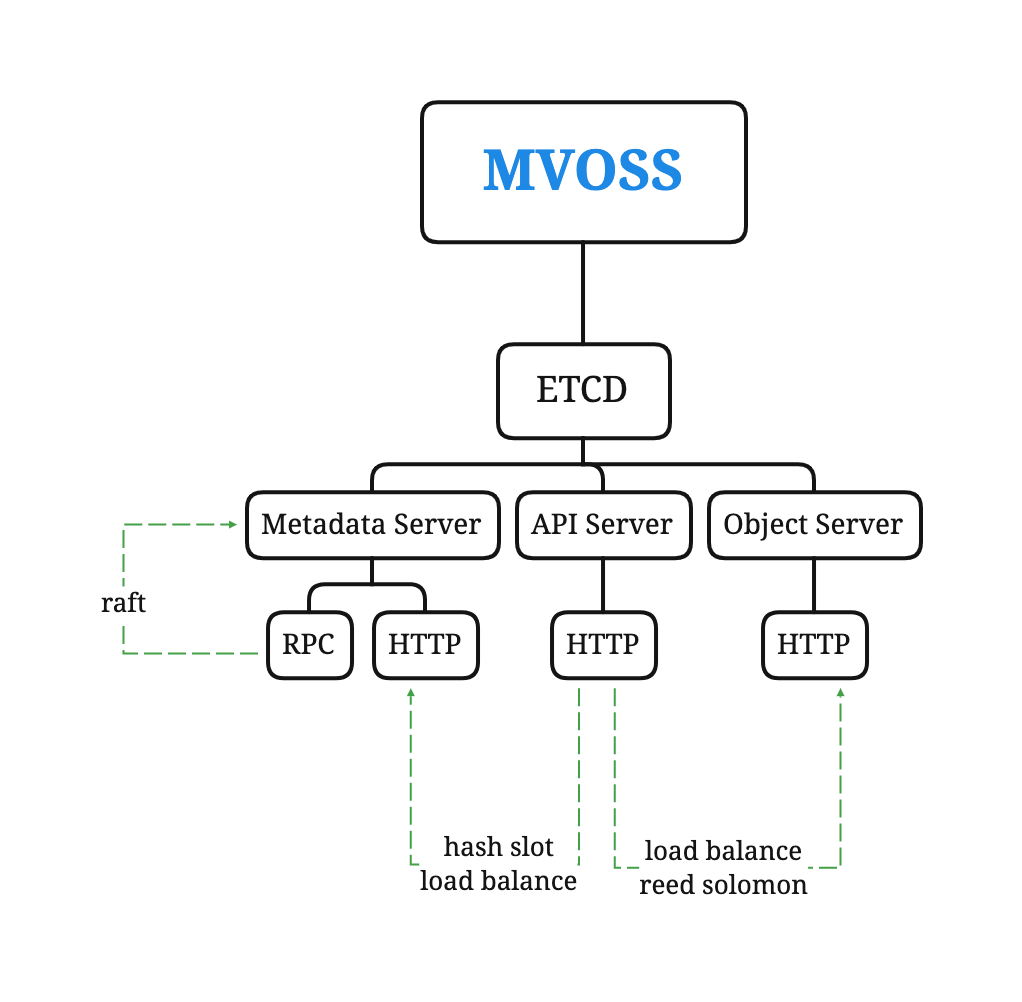 MVOSS
ETCD
Metadata Server
API Server
Object Server
raft
RPC
HTTP
HTTP
HTTP
hash slot
load balance
load balance
reed solomon